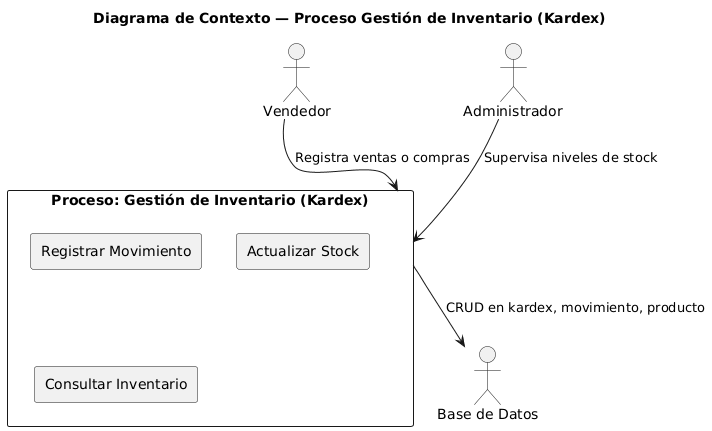 Diagrama de Contexto — Proceso Gestión de Inventario (Kardex)
Vendedor
Administrador
Registra ventas o compras
Supervisa niveles de stock
Proceso: Gestión de Inventario (Kardex)
Registrar Movimiento
Actualizar Stock
CRUD en kardex, movimiento, producto
Consultar Inventario
Base de Datos